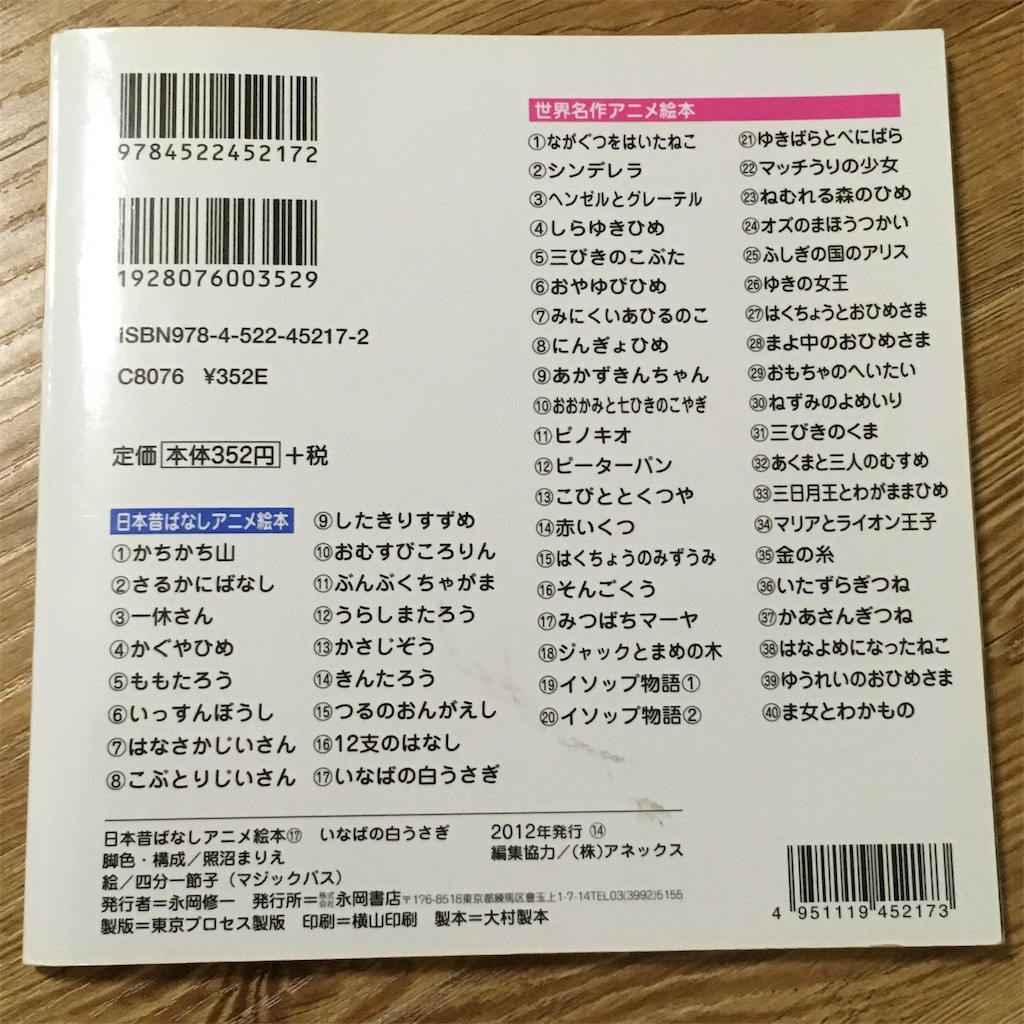 9784522452172
1928076003529
ISBN978-4-522-45217-2
C8076 ¥352E
定価 本体352円 +税
日本昔ばなしアニメ絵本
①かちかち山
②さるかにばなし
③一休さん
④かぐやひめ
⑤ももたろう
⑥いっすんぼうし
⑦はなさかじいさん
⑧こぶとりじいさん
⑨したきりすずめ
⑩おむすびころりん
⑪ぶんぶくちゃがま
⑫うらしまたろう
⑬かさじぞう
⑭きんたろう
⑮つるのおんがえし
⑯12支のはなし
⑰いなばの白うさぎ
世界名作アニメ絵本
①ながぐつをはいたねこ
②シンデレラ
③ヘンゼルとグレーテル
④しらゆきひめ
⑤三びきのこぶた
⑥おやゆびひめ
⑦みにくいあひるのこ
⑧にんぎょひめ
⑨あかずきんちゃん
⑩おおかみと七ひきのこやぎ
⑪ピノキオ
⑫ピーターパン
⑬こびととくつや
⑭赤いくつ
⑮はくちょうのみずうみ
⑯そんごくう
⑰みつばちマーヤ
⑱ジャックとまめの木
⑲イソップ物語①
⑳イソップ物語②
㉑ゆきばらとべにばら
㉒マッチうりの少女
㉓ねむれる森のひめ
㉔オズのまほうつかい
㉕ふしぎの国のアリス
㉖ゆきの女王
㉗はくちょうとおひめさま
㉘まよ中のおひめさま
㉙おもちゃのへいたい
㉚ねずみのよめいり
㉛三びきのくま
㉜あくまと三人のむすめ
㉝三日月王とわがままひめ
㉞マリアとライオン王子
㉟金の糸
㊱いたずらぎつね
㊲かあさんぎつね
㊳はなよめになったねこ
㊴ゆうれいのおひめさま
㊵ま女とわかもの
日本昔ばなしアニメ絵本⑰ いなばの白うさぎ 2012年発行 ⑭
脚色・構成/照沼まりえ 編集協力/(株)アネックス
絵/四分一節子(マジックバス)
発行者=永岡修一 発行所=株式会社永岡書店〒176-8518東京都練馬区豊玉上1-7-14TEL03(3992)5155
製版=東京プロセス製版 印刷=横山印刷 製本=大村製本
4 951119 452173